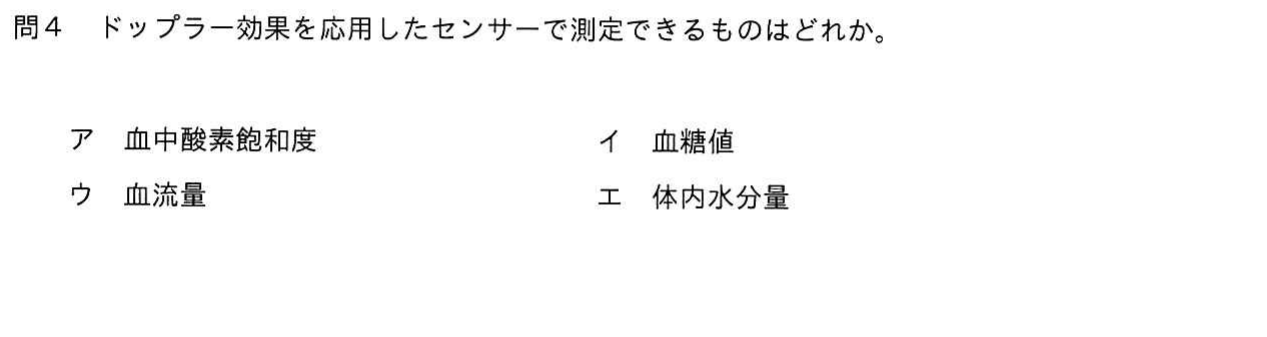 問４　ドップラー効果を応用したセンサーで測定できるものはどれか。
ア　血中酸素飽和度　　イ　血糖値
ウ　血流量　　エ　体内水分量